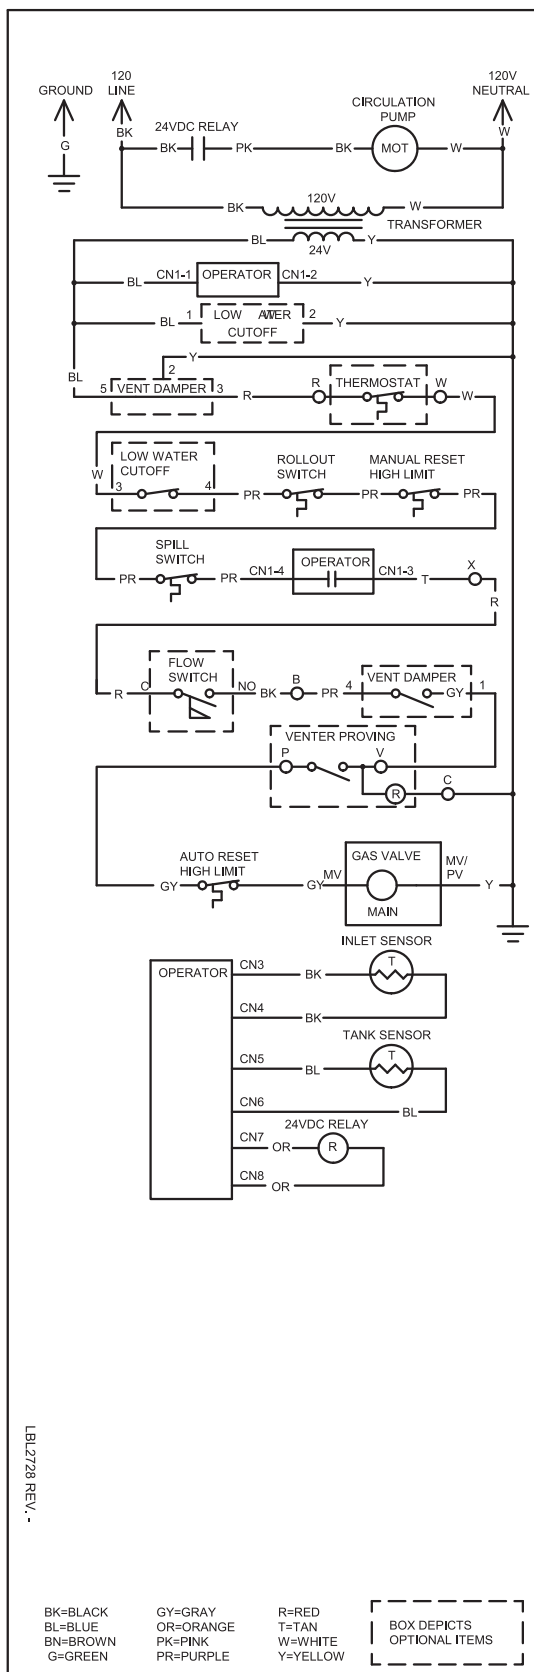 120 120V
GROUND LINE NEUTRAL
CIRCULATION
PUMP
BK 24VDC RELAY W
G BK PK BK MOT W
120V
BK W
TRANSFORMER
BL Y
24V
CN1-1 OPERATOR CN1-2
BL Y
1 LOW WATER 2
BL CUTOFF Y
Y
BL 2
5 VENT DAMPER 3 R R THERMOSTAT W W
LOW WATER
CUTOFF
W 3 4
ROLLOUT
SWITCH
MANUAL RESET
HIGH LIMIT
PR PR PR
SPILL
SWITCH
PR PR CN1-4 OPERATOR CN1-3 T X
R
FLOW
SWITCH
R C NO BK B PR 4 VENT DAMPER GY 1
VENTER PROVING
P V
R C
AUTO RESET
HIGH LIMIT
GY GY MV GAS VALVE MV/
PV Y
MAIN
INLET SENSOR
OPERATOR CN3 BK T
CN4 BK
TANK SENSOR
CN5 BL T
CN6 BL
24VDC RELAY
CN7 OR R
CN8 OR
LBL2728 REV. -
BK=BLACK GY=GRAY R=RED
BL=BLUE OR=ORANGE T=TAN
BN=BROWN PK=PINK W=WHITE
G=GREEN PR=PURPLE Y=YELLOW
BOX DEPICTS
OPTIONAL ITEMS